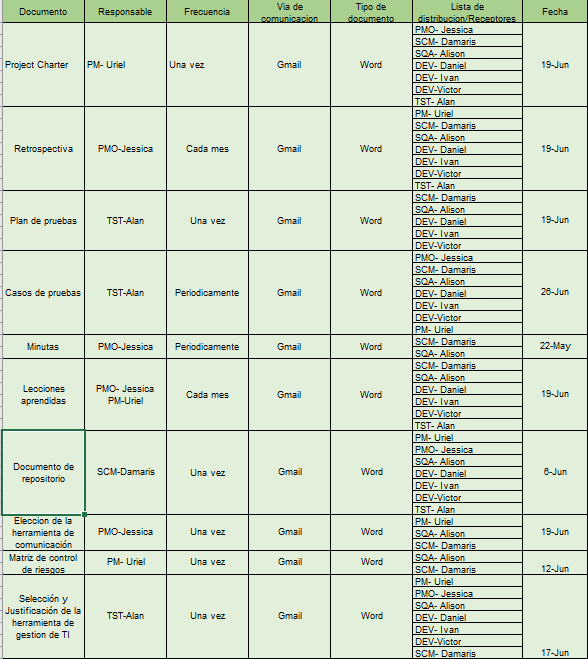 Documento Responsable Frecuencia Via de comunicacion Tipo de documento Lista de distribucion/Receptores Fecha
Project Charter PM- Uriel Una vez Gmail Word 19-Jun
PMO- Jessica
SCM- Damaris
SQA- Alison
DEV- Daniel
DEV- Ivan
DEV-Victor
TST- Alan
Retrospectiva PMO-Jessica Cada mes Gmail Word 19-Jun
PM- Uriel
SCM- Damaris
SQA- Alison
DEV- Daniel
DEV- Ivan
DEV-Victor
TST- Alan
Plan de pruebas TST-Alan Una vez Gmail Word 19-Jun
SCM- Damaris
SQA- Alison
DEV- Daniel
DEV- Ivan
DEV-Victor
Casos de pruebas TST-Alan Periodicamente Gmail Word 26-Jun
PMO- Jessica
SCM- Damaris
SQA- Alison
DEV- Daniel
DEV- Ivan
DEV-Victor
PM- Uriel
Minutas PMO-Jessica Periodicamente Gmail Word 22-May
SCM- Damaris
SQA- Alison
Lecciones
aprendidas
PMO- Jessica
PM-Uriel
Cada mes Gmail Word 19-Jun
SCM- Damaris
SQA- Alison
DEV- Daniel
DEV- Ivan
DEV-Victor
TST- Alan
Documento de
repositorio
SCM-Damaris Una vez Gmail Word 6-Jun
PM- Uriel
PMO- Jessica
SQA- Alison
DEV- Daniel
DEV- Ivan
DEV-Victor
TST- Alan
Eleccion de la
herramienta de
comunicación
PMO-Jessica Una vez Gmail Word 19-Jun
PM- Uriel
SQA- Alison
SCM- Damaris
Matriz de control
de riesgos
PM- Uriel Una vez Gmail Word 12-Jun
SQA- Alison
SCM- Damaris
Selección y
Justificación de la
herramienta de
gestion de TI
TST-Alan Una vez Gmail Word 17-Jun
PM- Uriel
PMO- Jessica
SQA- Alison
DEV- Daniel
DEV- Ivan
DEV-Victor
SCM- Damaris